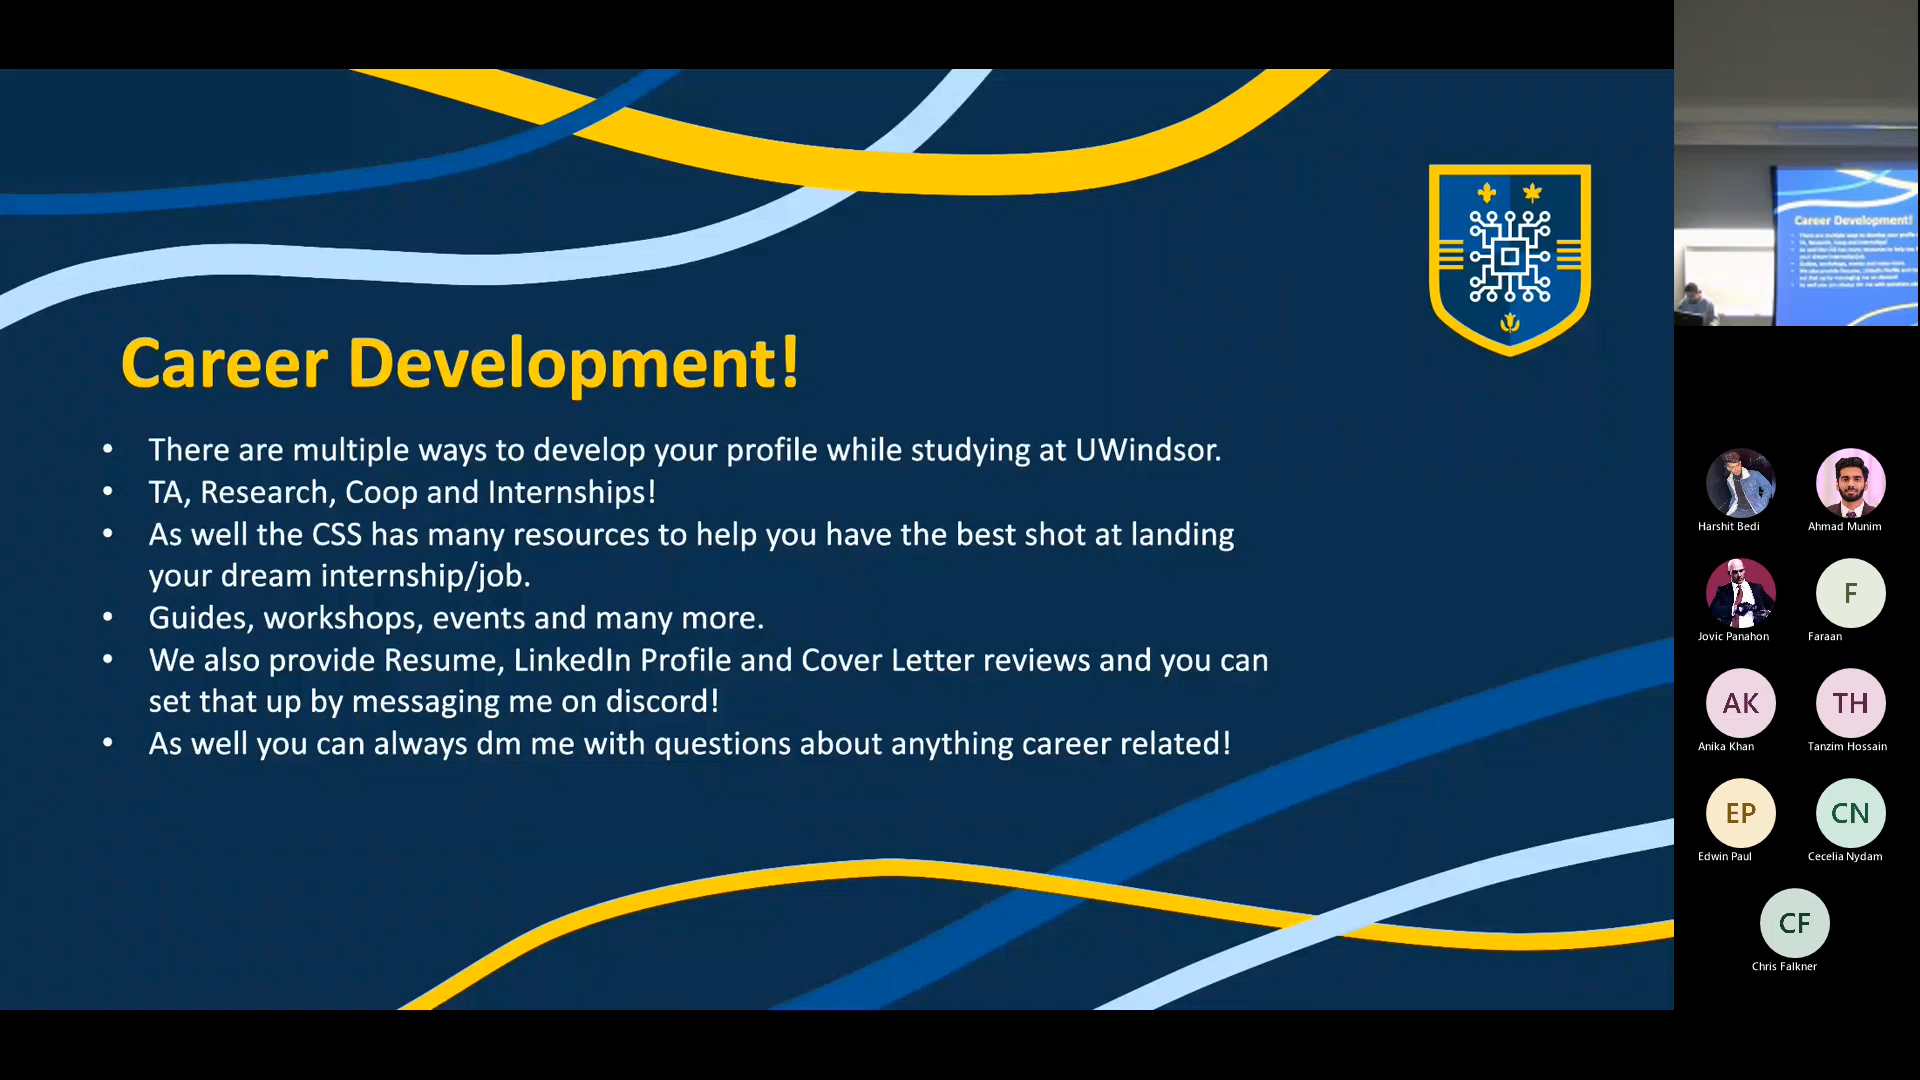 Career Development!
• There are multiple ways to develop your profile while studying at UWindsor.
• TA, Research, Coop and Internships!
• As well the CSS has many resources to help you have the best shot at landing
your dream internship/job.
• Guides, workshops, events and many more.
• We also provide Resume, LinkedIn Profile and Cover Letter reviews and you can
set that up by messaging me on discord!
• As well you can always dm me with questions about anything career related!
Career Development!
Harshit Bedi
Ahmad Munim
Jovic Panahon
F
Faraan
AK
Anika Khan
TH
Tanzim Hossain
EP
Edwin Paul
CN
Cecelia Nydam
CF
Chris Falkner